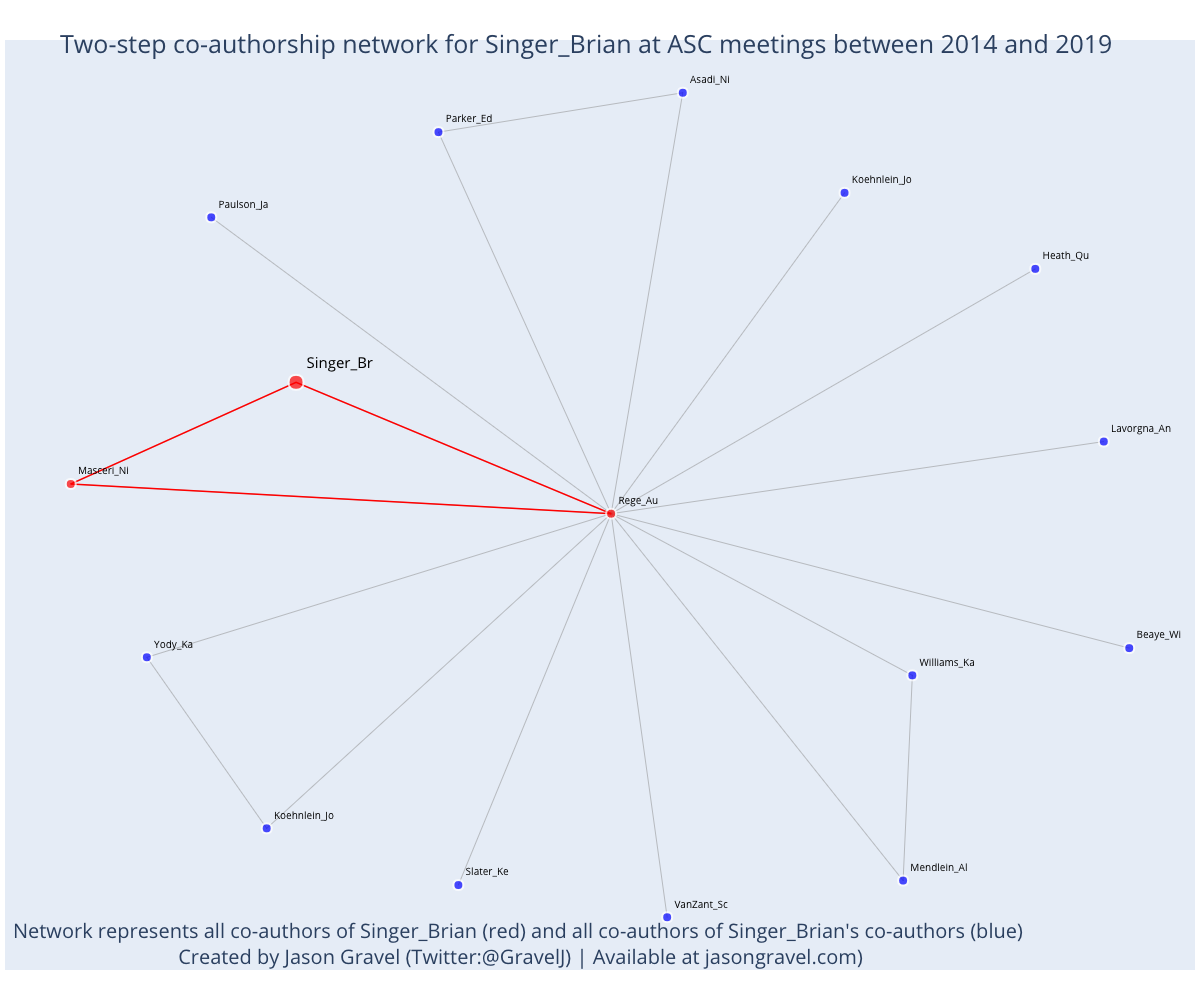 Two-step co-authorship network for Singer_Brian at ASC meetings between 2014 and 2019
Asadi_Ni
Parker_Ed
Koehnlein_Jo
Paulson_Ja
Heath_Qu
Singer_Br
Lavorgna_An
Masceri_Ni
Rege_Au
Beaye_Wi
Yody_Ka
Williams_Ka
Koehnlein_Jo
Mendlein_Al
Slater_Ke
VanZant_Sc
Network represents all co-authors of Singer_Brian (red) and all co-authors of Singer_Brian's co-authors (blue)
Created by Jason Gravel (Twitter:@GravelJ) | Available at jasongravel.com)